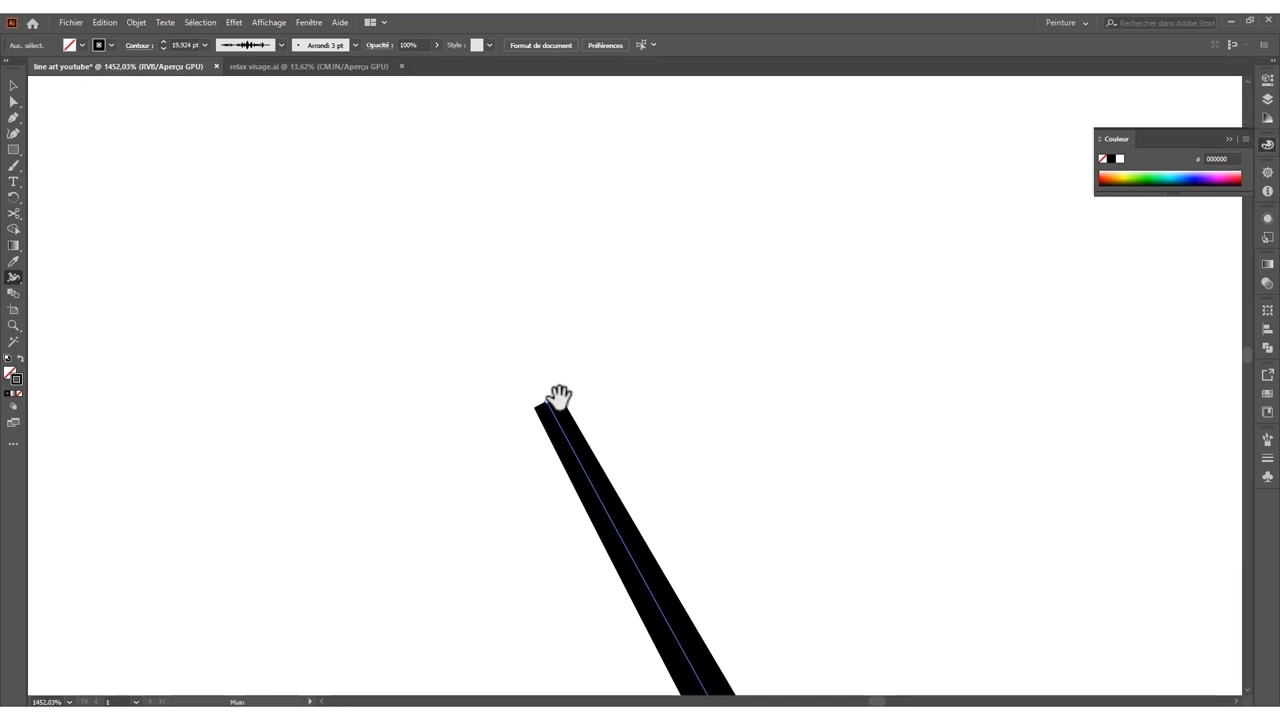 Ai Fichier Edition Objet Texte Sélection Effet Affichage Fenêtre Aide Peinture Rechercher dans Adobe Stock
Auc. sélect. Contour : 19,924 pt Arrondi 3 pt Opacité : 100% Style : Format de document Préférences
line art youtube* @ 1452,03% (RVB/Aperçu GPU) × relax visage.ai @ 13,62% (CMJN/Aperçu GPU) ×
Couleur
# 000000
1452,03% 1 Main